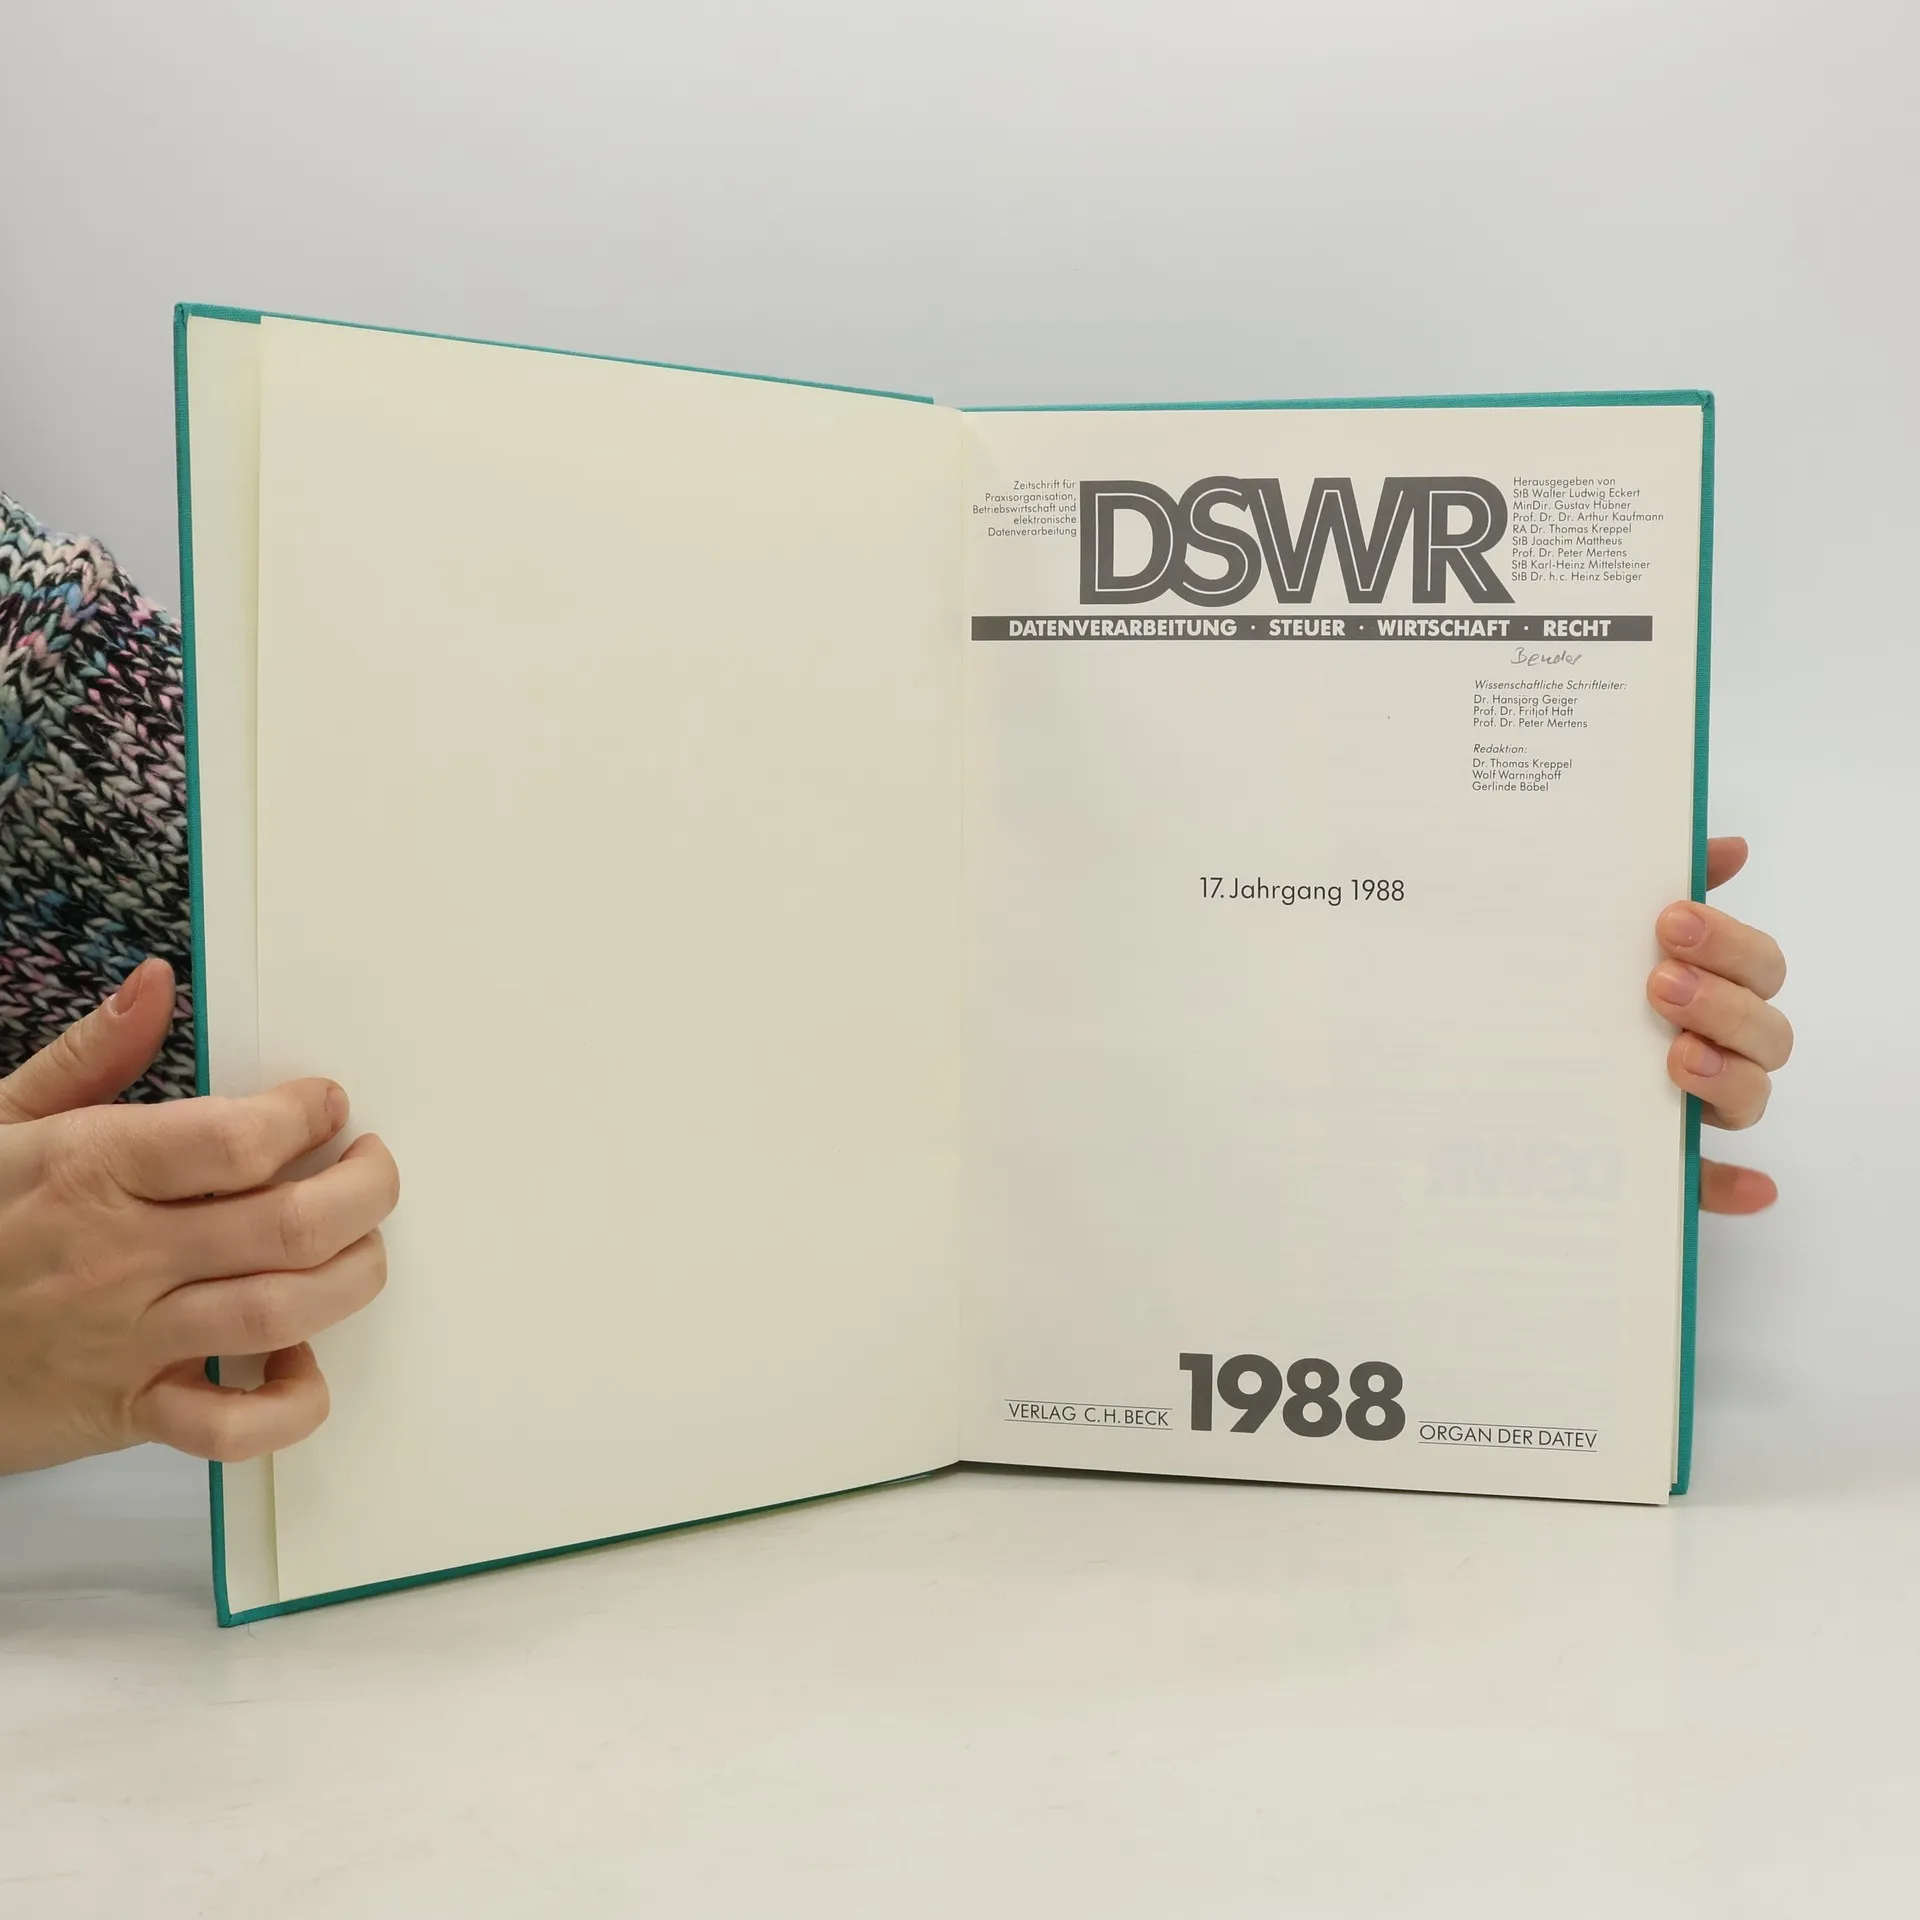 Zeitschrift für
Praxisorganisation,
Betriebswirtschaft und
elektronische
Datenverarbeitung
DSWR
Herausgegeben von
StB Walter Ludwig Eckert
MinDir. Gustav Hübner
Prof. Dr. Dr. Arthur Kaufmann
RA Dr. Thomas Kreppel
StB Joachim Mattheus
Prof. Dr. Peter Mertens
StB Karl-Heinz Mittelsteiner
StB Dr. h. c. Heinz Sebiger
DATENVERARBEITUNG · STEUER · WIRTSCHAFT · RECHT
Bender
Wissenschaftliche Schriftleiter:
Dr. Hansjörg Geiger
Prof. Dr. Fritjof Haft
Prof. Dr. Peter Mertens
Redaktion:
Dr. Thomas Kreppel
Wolf Warninghoff
Gerlinde Böbel
17. Jahrgang 1988
VERLAG C. H. BECK
1988
ORGAN DER DATEV